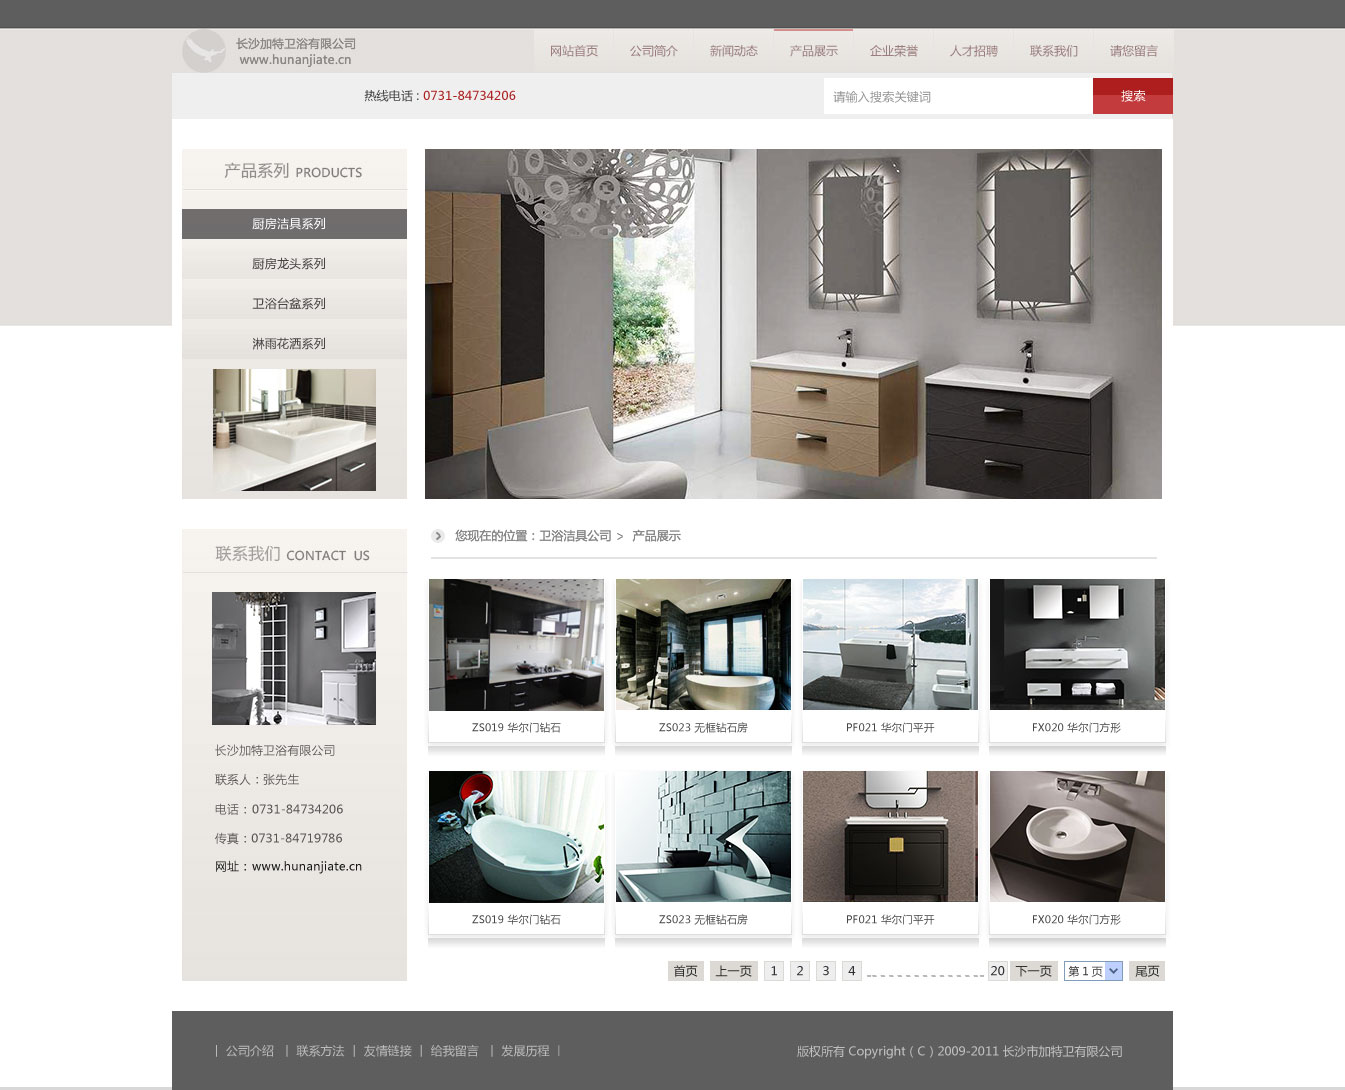 长沙加特卫浴有限公司
www.hunanjiate.cn
网站首页 公司简介 新闻动态 产品展示 企业荣誉 人才招聘 联系我们 请您留言
热线电话 : 0731-84734206
请输入搜索关键词 搜索
产品系列 PRODUCTS
厨房洁具系列
厨房龙头系列
卫浴台盆系列
淋雨花洒系列
联系我们 CONTACT US
长沙加特卫浴有限公司
联系人：张先生
电话：0731-84734206
传真：0731-84719786
网址：www.hunanjiate.cn
您现在的位置：卫浴洁具公司 > 产品展示
ZS019 华尔门钻石 ZS023 无框钻石房 PF021 华尔门平开 FX020 华尔门方形
ZS019 华尔门钻石 ZS023 无框钻石房 PF021 华尔门平开 FX020 华尔门方形
首页 上一页 1 2 3 4 ------------------ 20 下一页 第 1 页 尾页
| 公司介绍 | 联系方法 | 友情链接 | 给我留言 | 发展历程 |
版权所有 Copyright ( C ) 2009-2011 长沙市加特卫有限公司